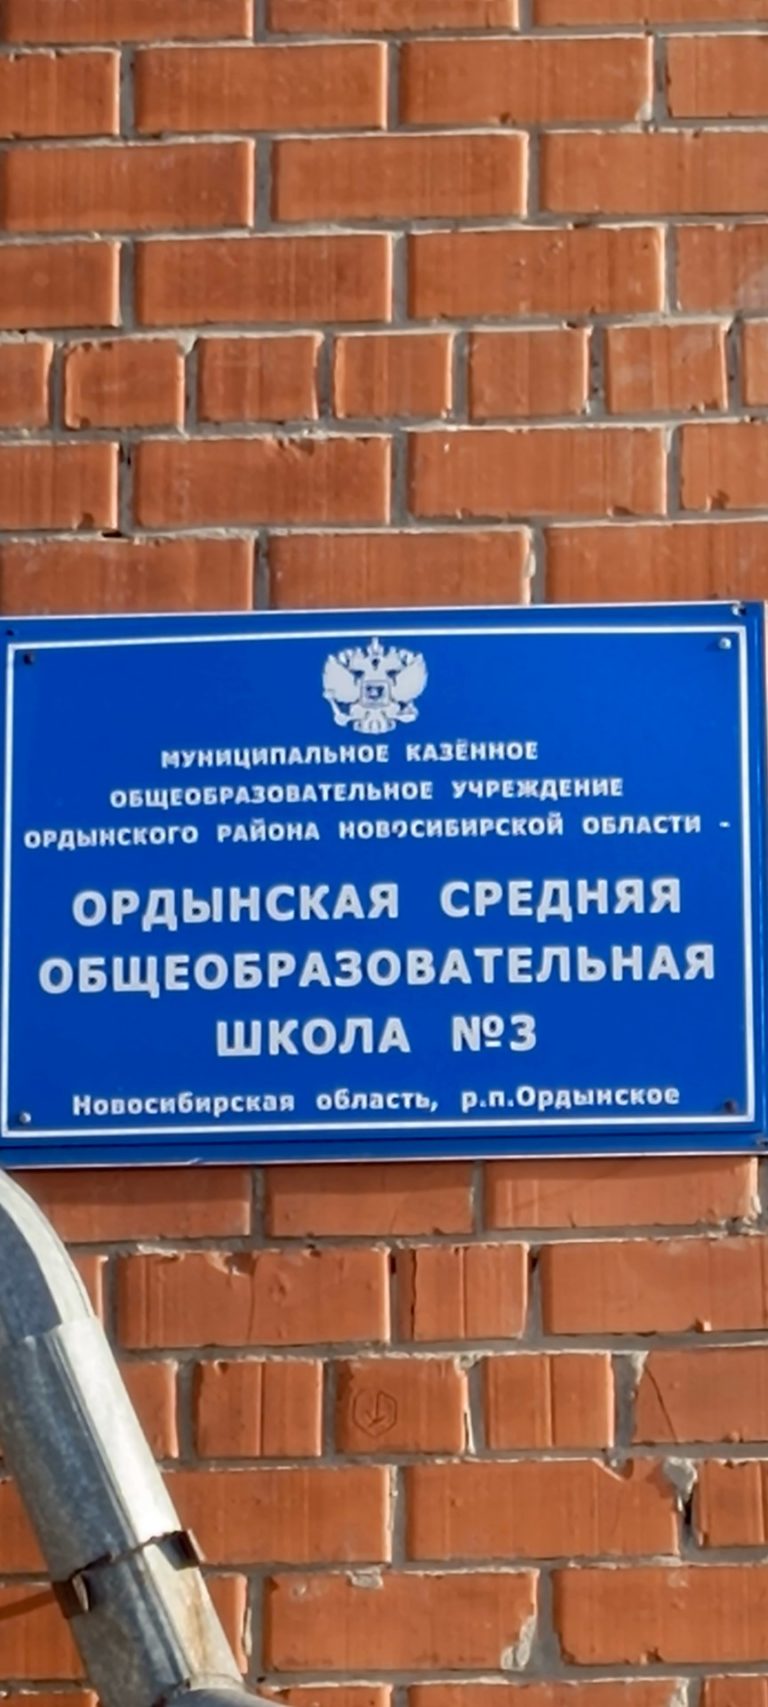 МУНИЦИПАЛЬНОЕ КАЗЁННОЕ
ОБЩЕОБРАЗОВАТЕЛЬНОЕ УЧРЕЖДЕНИЕ
ОРДЫНСКОГО РАЙОНА НОВОСИБИРСКОЙ ОБЛАСТИ -
ОРДЫНСКАЯ СРЕДНЯЯ
ОБЩЕОБРАЗОВАТЕЛЬНАЯ
ШКОЛА №3
Новосибирская область, р.п.Ордынское